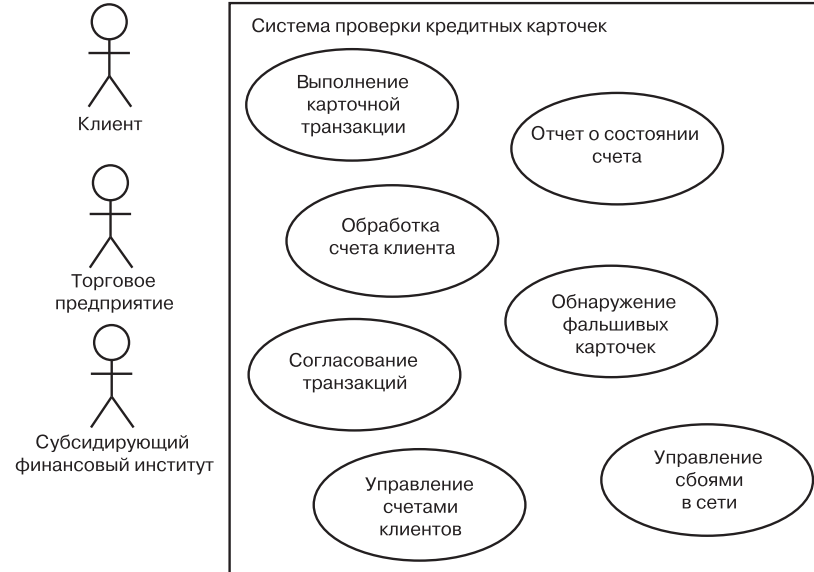 Система проверки кредитных карточек
Клиент
Торговое
предприятие
Субсидирующий
финансовый институт
Выполнение
карточной
транзакции
Отчет о состоянии
счета
Обработка
счета клиента
Обнаружение
фальшивых
карточек
Согласование
транзакций
Управление
счетами
клиентов
Управление
сбоями
в сети